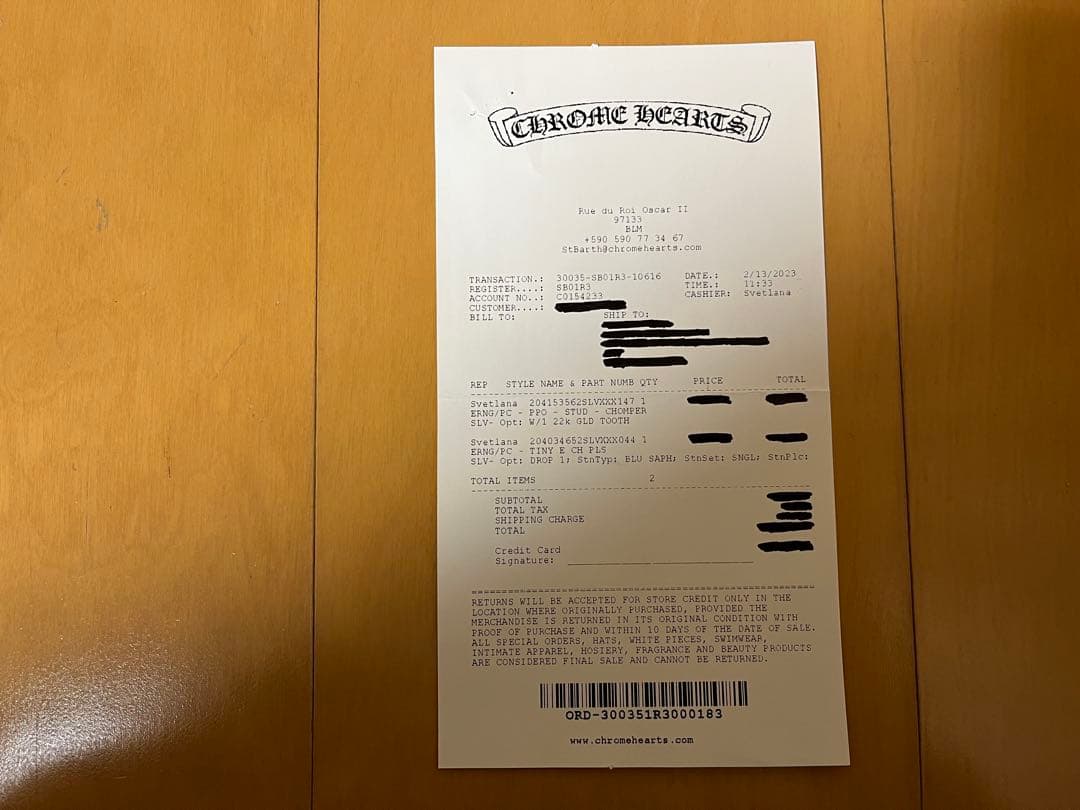 CHROME HEARTS
Rue du Roi Oscar II
97133
BLM
+590 590 77 34 67
StBarth@chromehearts.com
TRANSACTION.: 30035-SB01R3-10616 DATE.: 2/13/2023
REGISTER....: SB01R3 TIME.: 11:33
ACCOUNT NO..: C0154233 CASHIER: Svetlana
CUSTOMER....:
BILL TO: SHIP TO:
REP STYLE NAME & PART NUMB QTY PRICE TOTAL
Svetlana 204153562SLVXXX147 1
ERNG/PC - PPO - STUD - CHOMPER
SLV- Opt: W/1 22k GLD TOOTH
Svetlana 204034652SLVXXX044 1
ERNG/PC - TINY E CH PLS
SLV- Opt: DROP 1; StnTyp: BLU SAPH; StnSet: SNGL; StnPlc:
TOTAL ITEMS 2
SUBTOTAL
TOTAL TAX
SHIPPING CHARGE
TOTAL
Credit Card
Signature:
RETURNS WILL BE ACCEPTED FOR STORE CREDIT ONLY IN THE
LOCATION WHERE ORIGINALLY PURCHASED, PROVIDED THE
MERCHANDISE IS RETURNED IN ITS ORIGINAL CONDITION WITH
PROOF OF PURCHASE AND WITHIN 10 DAYS OF THE DATE OF SALE.
ALL SPECIAL ORDERS, HATS, WHITE PIECES, SWIMWEAR,
INTIMATE APPAREL, HOSIERY, FRAGRANCE AND BEAUTY PRODUCTS
ARE CONSIDERED FINAL SALE AND CANNOT BE RETURNED.
ORD-300351R3000183
www.chromehearts.com